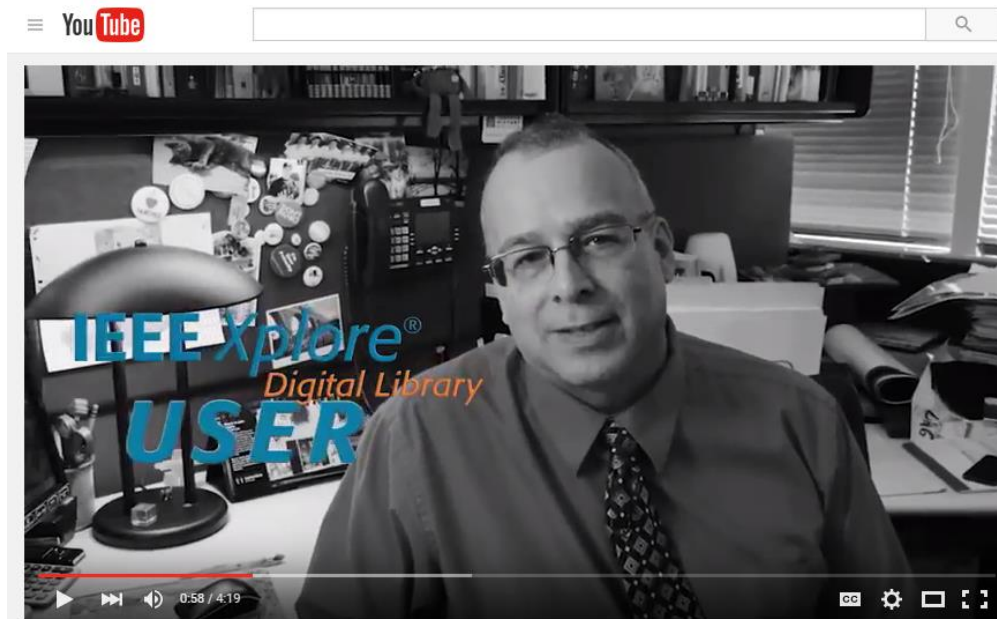 YouTube
IEEE Xplore®
Digital Library
USER
0:58 / 4:19
CC